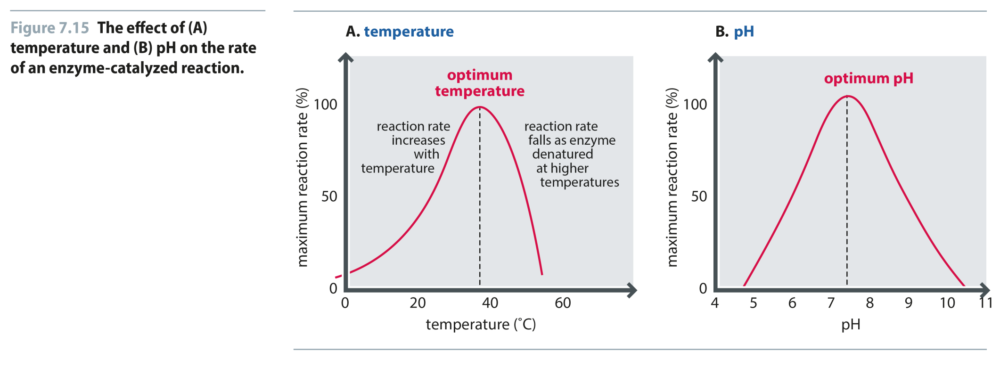 Figure 7.15 The effect of (A)
temperature and (B) pH on the rate
of an enzyme-catalyzed reaction.
A. temperature
maximum reaction rate (%)
100
50
0
optimum
temperature
reaction rate
increases
with
temperature
reaction rate
falls as enzyme
denatured
at higher
temperatures
0 20 40 60
temperature (˚C)
B. pH
maximum reaction rate (%)
100
50
0
optimum pH
4 5 6 7 8 9 10 11
pH